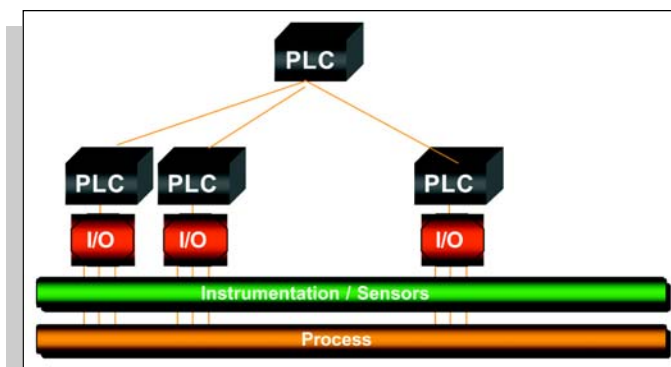 PLC
PLC PLC PLC
I/O I/O I/O
Instrumentation / Sensors
Process